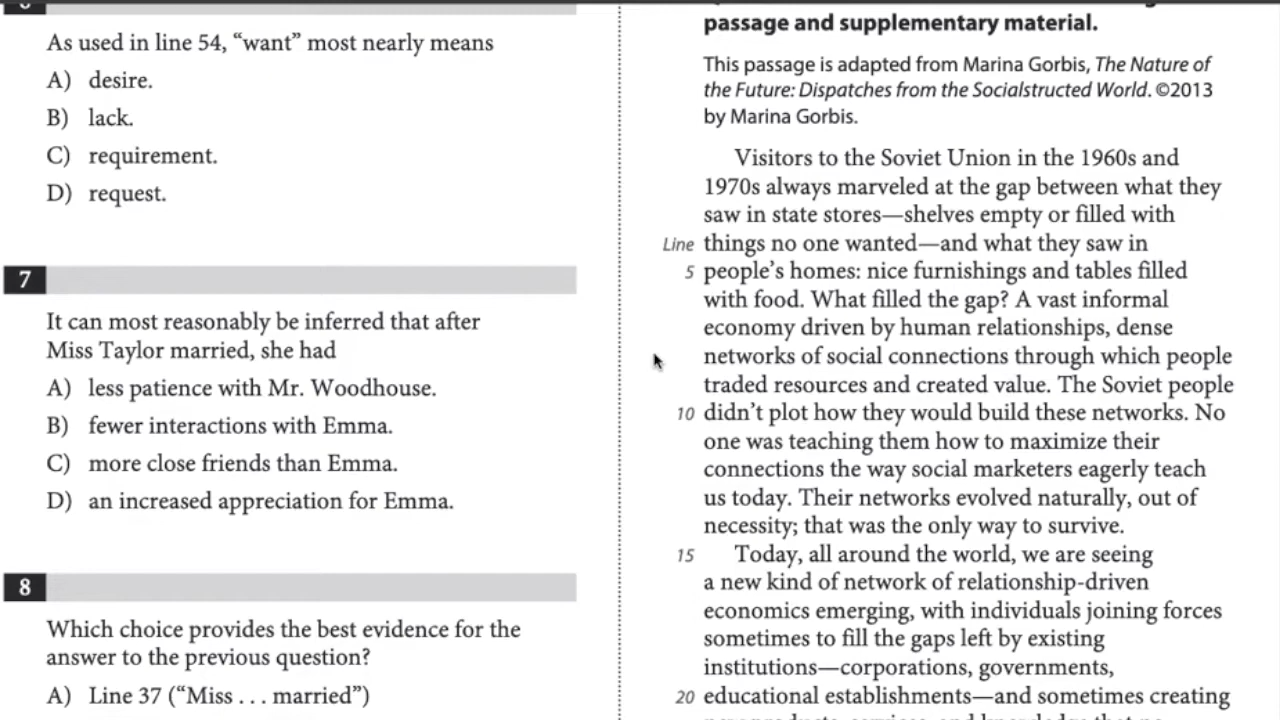 As used in line 54, “want” most nearly means
A) desire.
B) lack.
C) requirement.
D) request.
7
It can most reasonably be inferred that after
Miss Taylor married, she had
A) less patience with Mr. Woodhouse.
B) fewer interactions with Emma.
C) more close friends than Emma.
D) an increased appreciation for Emma.
8
Which choice provides the best evidence for the
answer to the previous question?
A) Line 37 (“Miss . . . married”)
passage and supplementary material.
This passage is adapted from Marina Gorbis, The Nature of
the Future: Dispatches from the Socialstructed World. ©2013
by Marina Gorbis.
Visitors to the Soviet Union in the 1960s and
1970s always marveled at the gap between what they
saw in state stores—shelves empty or filled with
Line things no one wanted—and what they saw in
5 people’s homes: nice furnishings and tables filled
with food. What filled the gap? A vast informal
economy driven by human relationships, dense
networks of social connections through which people
traded resources and created value. The Soviet people
10 didn’t plot how they would build these networks. No
one was teaching them how to maximize their
connections the way social marketers eagerly teach
us today. Their networks evolved naturally, out of
necessity; that was the only way to survive.
15 Today, all around the world, we are seeing
a new kind of network of relationship-driven
economics emerging, with individuals joining forces
sometimes to fill the gaps left by existing
institutions—corporations, governments,
20 educational establishments—and sometimes creating